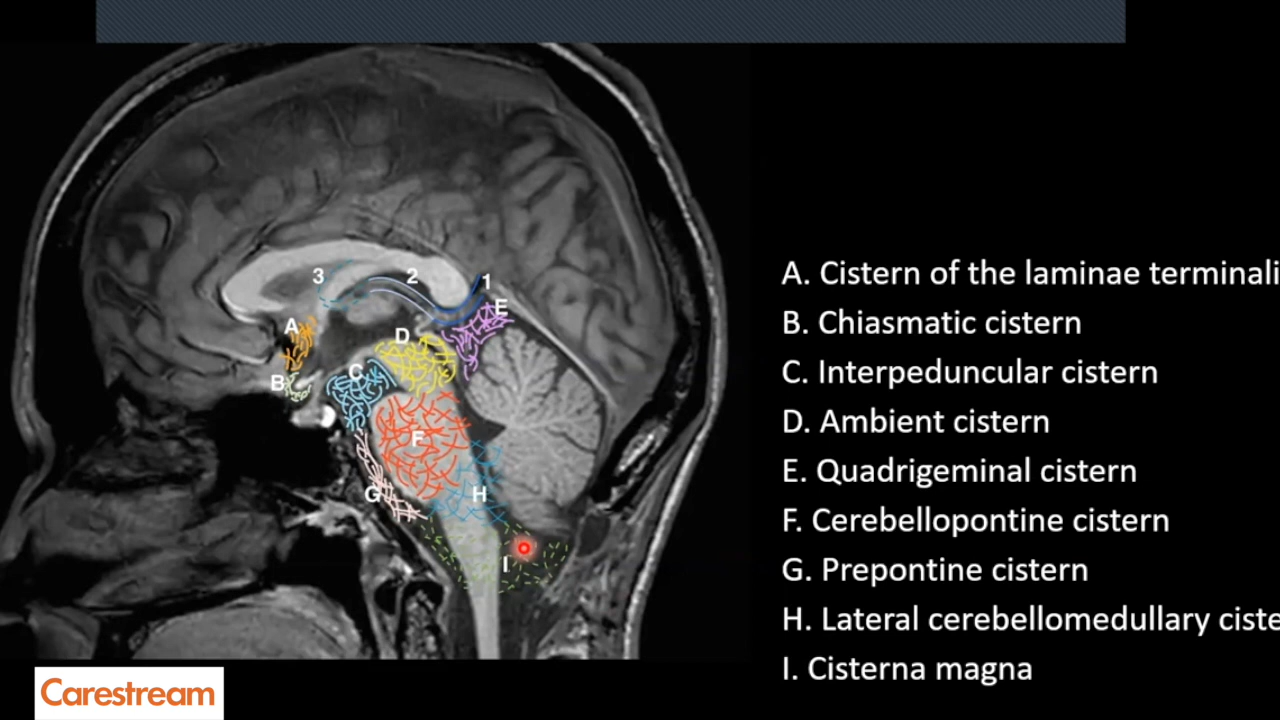 3
2
1
E
A
D
C
B
F
G
H
I
A. Cistern of the laminae terminali
B. Chiasmatic cistern
C. Interpeduncular cistern
D. Ambient cistern
E. Quadrigeminal cistern
F. Cerebellopontine cistern
G. Prepontine cistern
H. Lateral cerebellomedullary ciste
I. Cisterna magna
Carestream